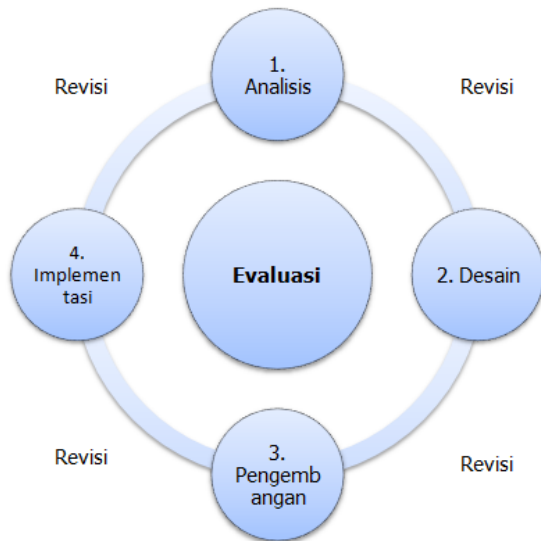 1.
Analisis
Revisi
Revisi
4.
Implemen
tasi
Evaluasi
2. Desain
3.
Pengemb
angan
Revisi
Revisi